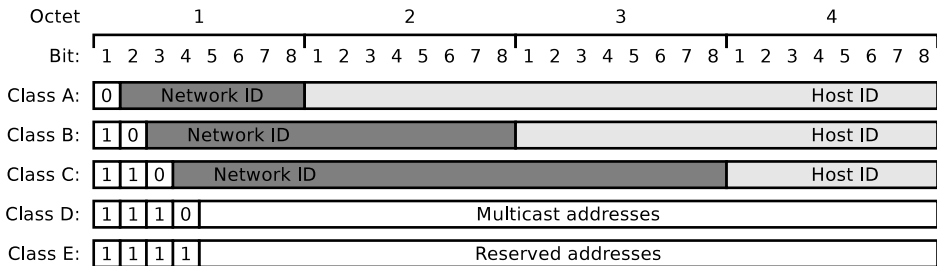 Octet 1 2 3 4
Bit: 1 2 3 4 5 6 7 8 1 2 3 4 5 6 7 8 1 2 3 4 5 6 7 8 1 2 3 4 5 6 7 8
Class A: 0 Network ID Host ID
Class B: 1 0 Network ID Host ID
Class C: 1 1 0 Network ID Host ID
Class D: 1 1 1 0 Multicast addresses
Class E: 1 1 1 1 Reserved addresses